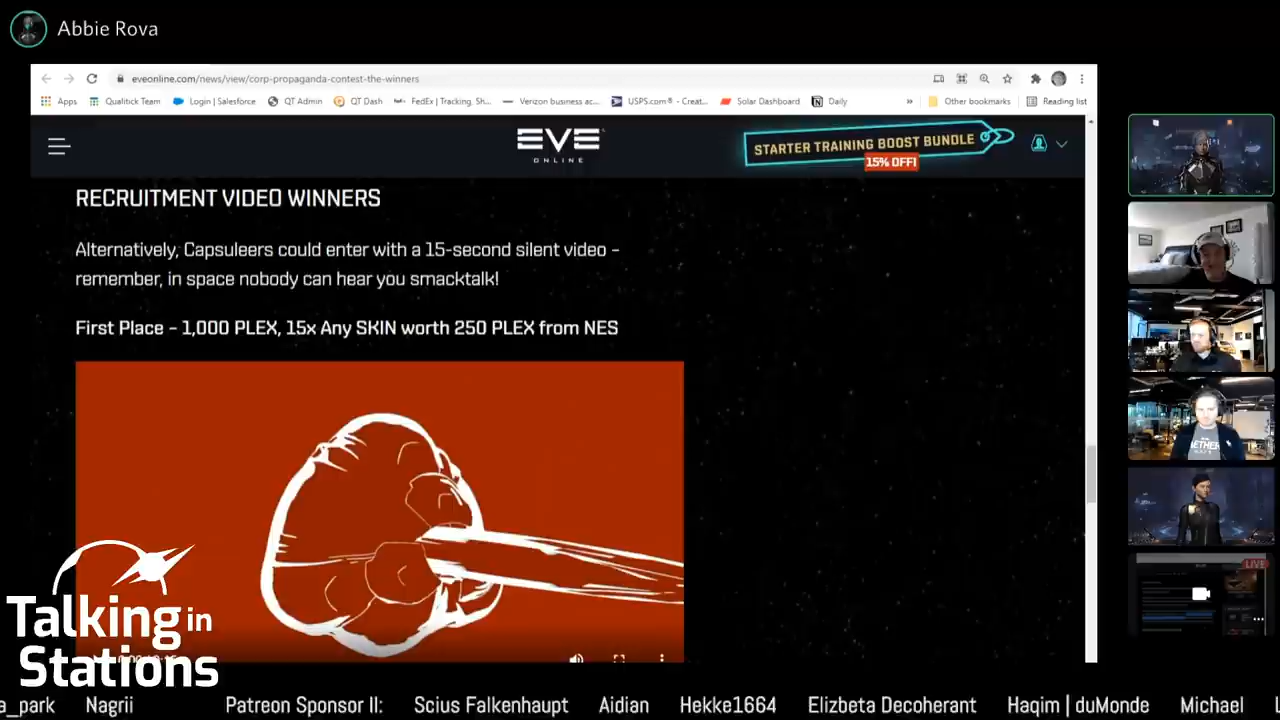 Abbie Rova
eveonline.com/news/view/corp-propaganda-contest-the-winners
Apps Qualitick Team Login | Salesforce QT Admin QT Dash FedEx | Tracking, Sh... Verizon business ac... USPS.com® - Creat... Solar Dashboard Daily » Other bookmarks Reading list
EVE
ONLINE
STARTER TRAINING BOOST BUNDLE
15% OFF!
RECRUITMENT VIDEO WINNERS
Alternatively, Capsuleers could enter with a 15-second silent video –
remember, in space nobody can hear you smacktalk!
First Place – 1,000 PLEX, 15x Any SKIN worth 250 PLEX from NES
LIVE
Talking in
Stations
a_park Nagrii Patreon Sponsor II: Scius Falkenhaupt Aidian Hekke1664 Elizbeta Decoherant Haqim | duMonde Michael